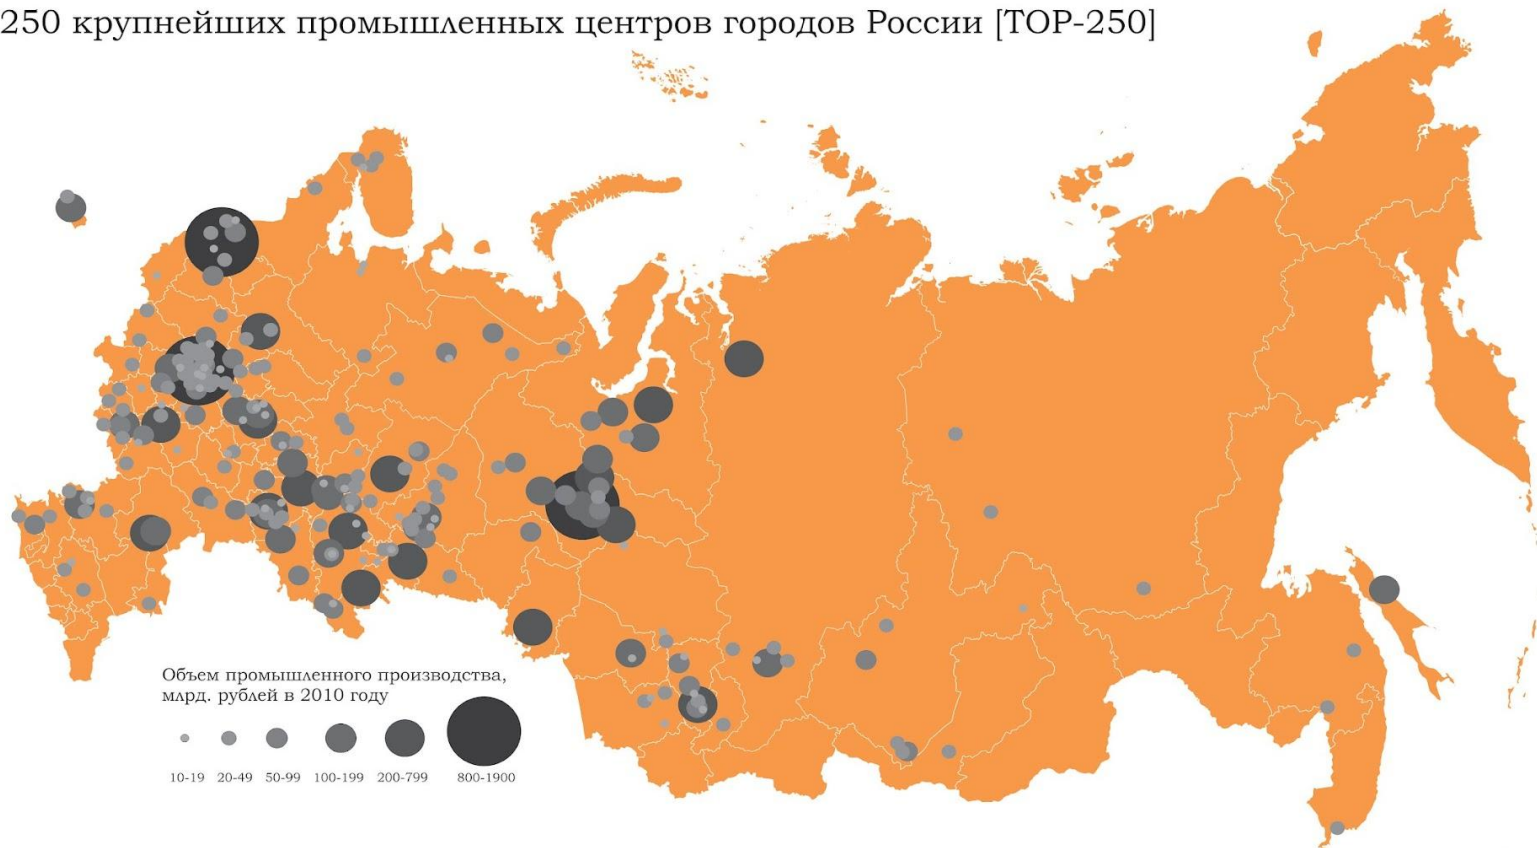 250 крупнейших промышленных центров городов России [TOP-250]
Объем промышленного производства,
млрд. рублей в 2010 году
10-19 20-49 50-99 100-199 200-799 800-1900